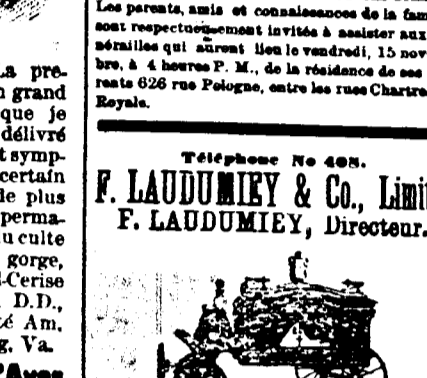 La pre-
n grand
que je
délivré
t symp-
certain
de plus
perma-
u culte
gorge,
-Cerise
D.D.,
té Am.
g, Va.
Les parents, amis et connaissances de la fam
sont respectueusement invités à assister aux
nérailles qui auront lieu le vendredi, 15 nov
bre, à 4 heures P. M., de la résidence de ses
rents 626 rue Pologne, entre les rues Chartre
Royale.
Téléphone No 408.
F. LAUDUMIEY & Co., Limi
F. LAUDUMIEY, Directeur.